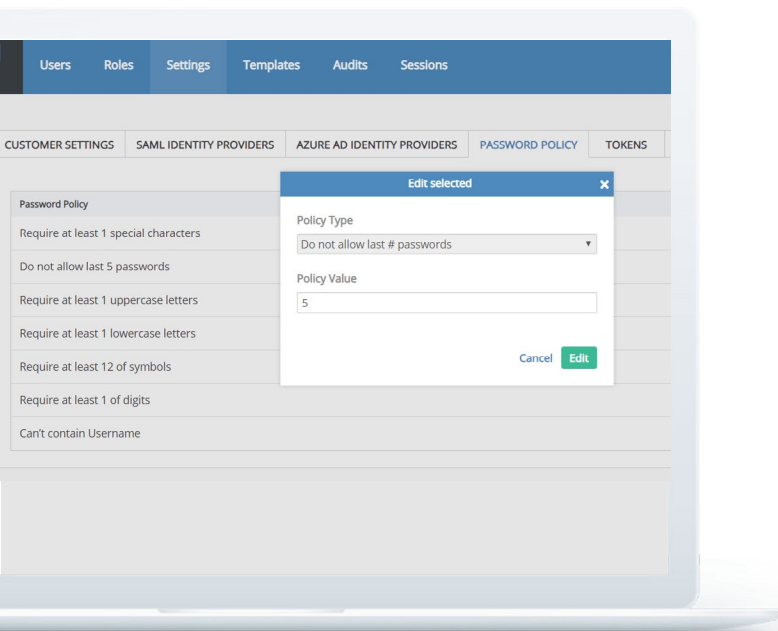 Users Roles Settings Templates Audits Sessions
CUSTOMER SETTINGS SAML IDENTITY PROVIDERS AZURE AD IDENTITY PROVIDERS PASSWORD POLICY TOKENS
Edit selected ×
Password Policy
Policy Type
Require at least 1 special characters
Do not allow last # passwords
Do not allow last 5 passwords
Policy Value
Require at least 1 uppercase letters
5
Require at least 1 lowercase letters
Cancel Edit
Require at least 12 of symbols
Require at least 1 of digits
Can't contain Username